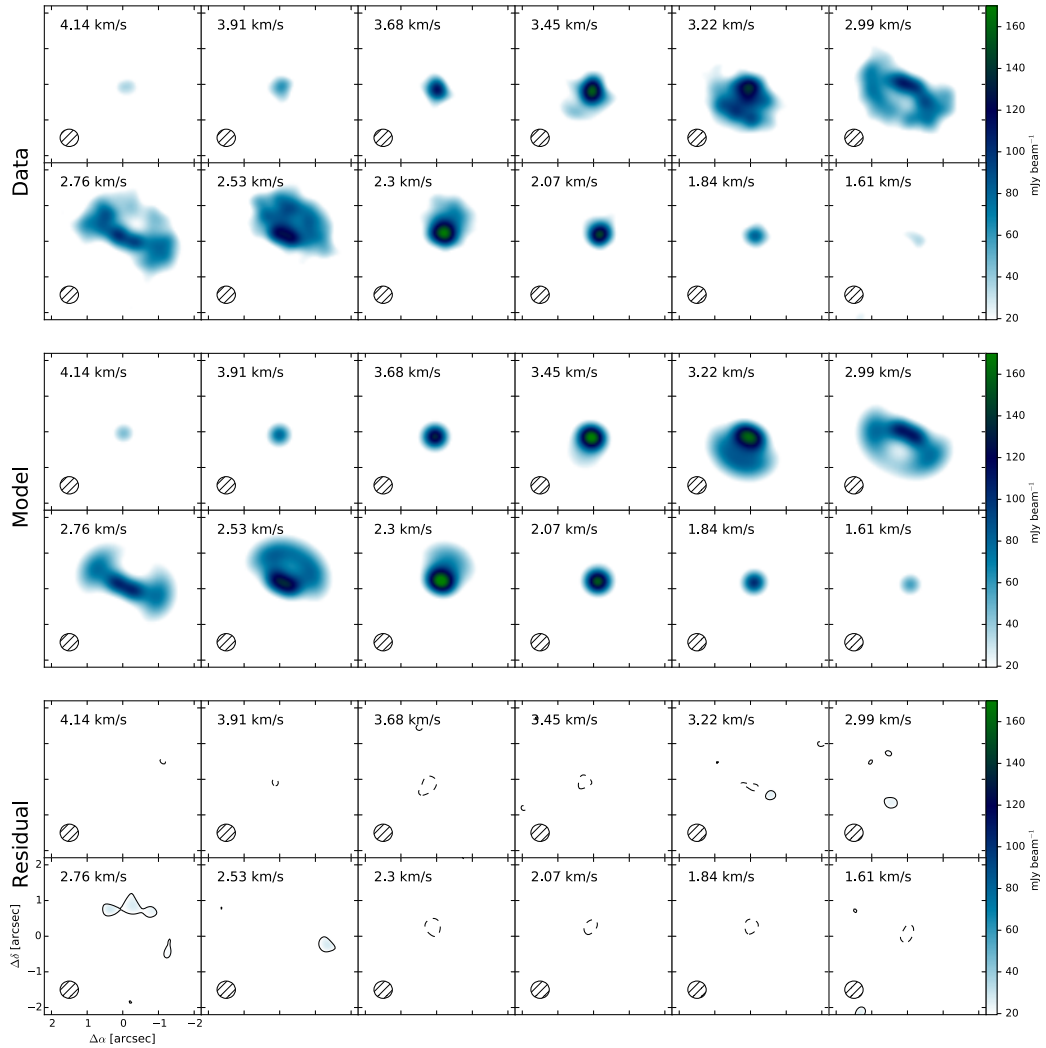 Data
4.14 km/s 3.91 km/s 3.68 km/s 3.45 km/s 3.22 km/s 2.99 km/s
2.76 km/s 2.53 km/s 2.3 km/s 2.07 km/s 1.84 km/s 1.61 km/s
160
140
120
100
80
60
40
20
mJy beam⁻¹
Model
4.14 km/s 3.91 km/s 3.68 km/s 3.45 km/s 3.22 km/s 2.99 km/s
2.76 km/s 2.53 km/s 2.3 km/s 2.07 km/s 1.84 km/s 1.61 km/s
160
140
120
100
80
60
40
20
mJy beam⁻¹
Residual
4.14 km/s 3.91 km/s 3.68 km/s 3.45 km/s 3.22 km/s 2.99 km/s
2.76 km/s 2.53 km/s 2.3 km/s 2.07 km/s 1.84 km/s 1.61 km/s
160
140
120
100
80
60
40
20
mJy beam⁻¹
2
1
0
−1
−2
Δδ [arcsec]
2 1 0 −1 −2
Δα [arcsec]